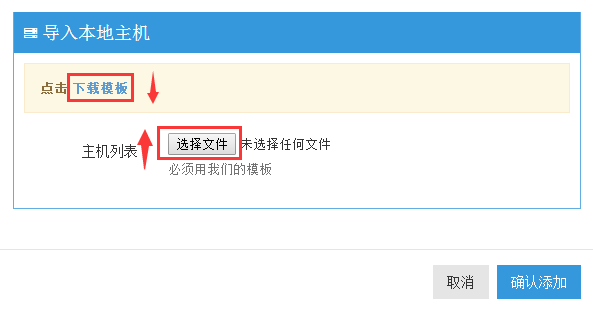 导入本地主机
点击 下载模板
主机列表 选择文件 未选择任何文件
必须用我们的模板
取消 确认添加